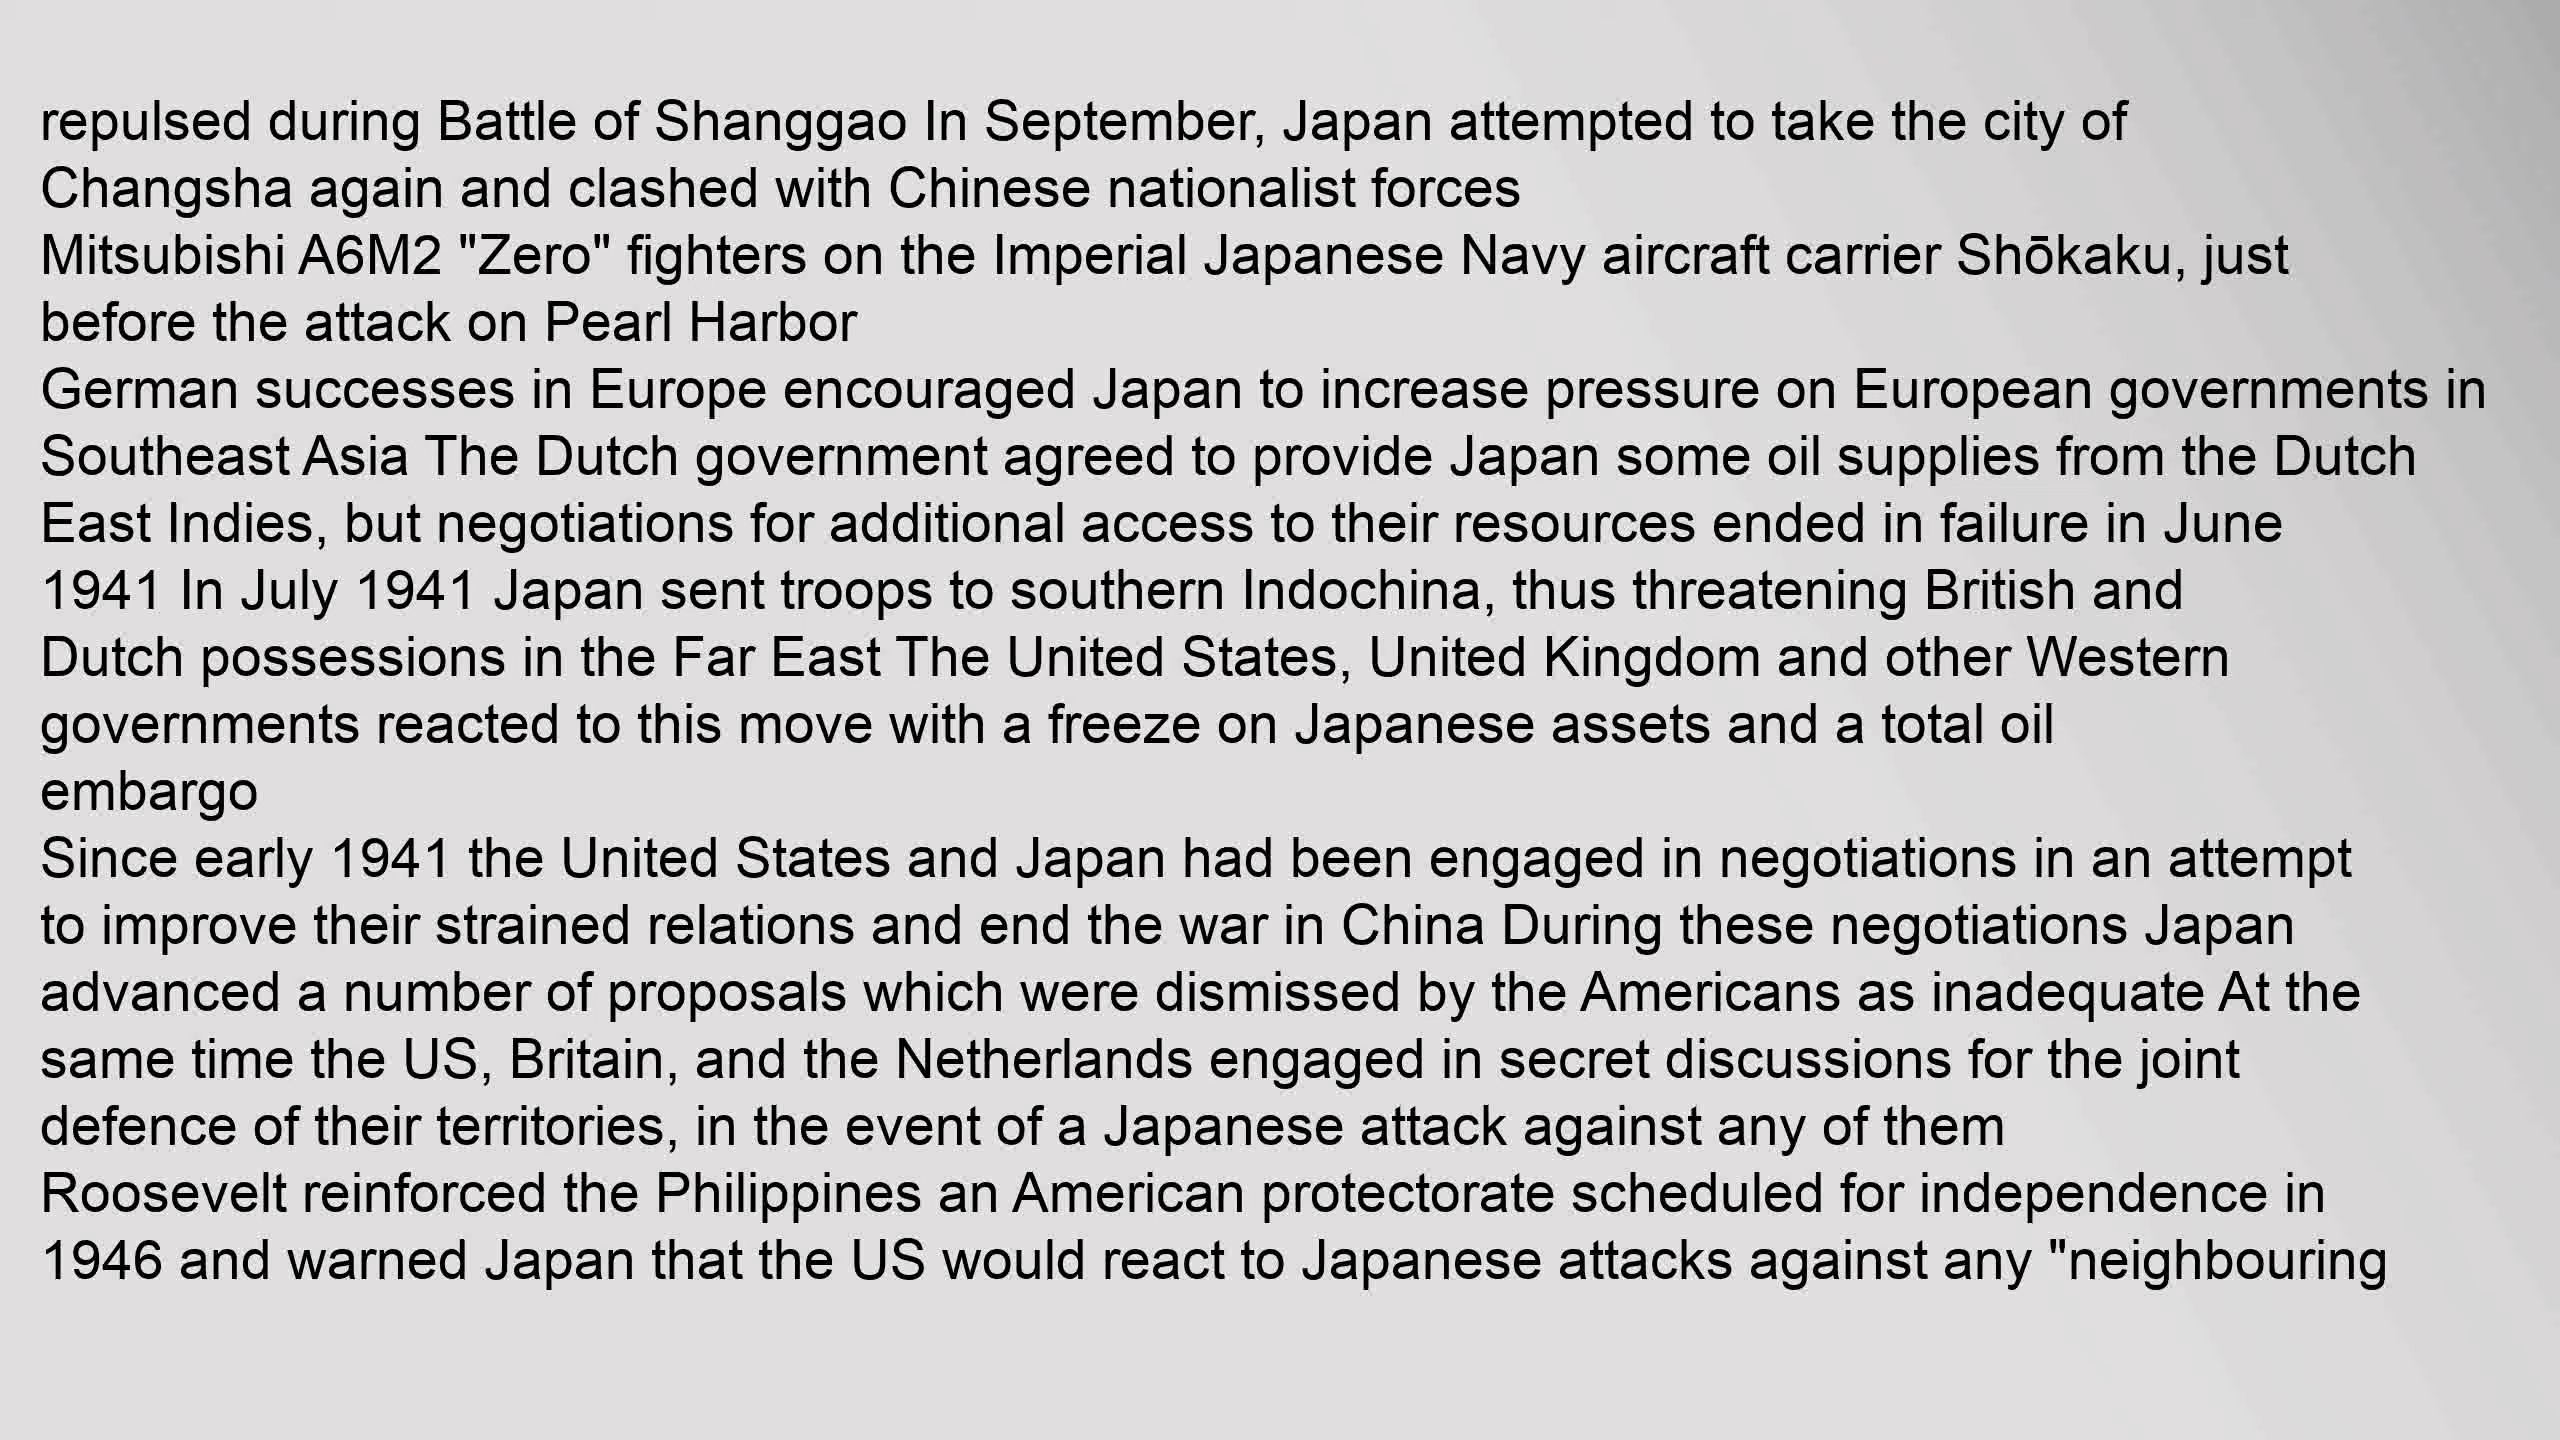 repulsed during Battle of Shanggao In September, Japan attempted to take the city of
Changsha again and clashed with Chinese nationalist forces
Mitsubishi A6M2 "Zero" fighters on the Imperial Japanese Navy aircraft carrier Shōkaku, just
before the attack on Pearl Harbor
German successes in Europe encouraged Japan to increase pressure on European governments in
Southeast Asia The Dutch government agreed to provide Japan some oil supplies from the Dutch
East Indies, but negotiations for additional access to their resources ended in failure in June
1941 In July 1941 Japan sent troops to southern Indochina, thus threatening British and
Dutch possessions in the Far East The United States, United Kingdom and other Western
governments reacted to this move with a freeze on Japanese assets and a total oil
embargo
Since early 1941 the United States and Japan had been engaged in negotiations in an attempt
to improve their strained relations and end the war in China During these negotiations Japan
advanced a number of proposals which were dismissed by the Americans as inadequate At the
same time the US, Britain, and the Netherlands engaged in secret discussions for the joint
defence of their territories, in the event of a Japanese attack against any of them
Roosevelt reinforced the Philippines an American protectorate scheduled for independence in
1946 and warned Japan that the US would react to Japanese attacks against any "neighbouring